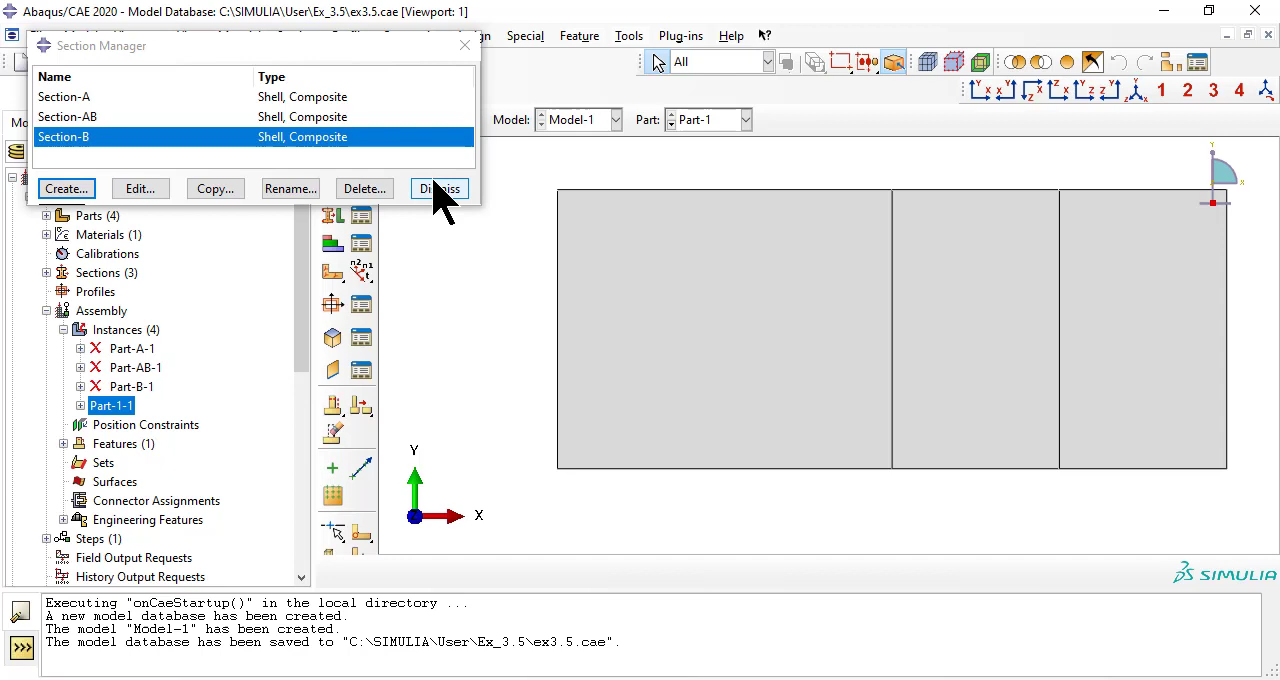 Abaqus/CAE 2020 - Model Database: C:\SIMULIA\User\Ex_3.5\ex3.5.cae [Viewport: 1]
Special Feature Tools Plug-ins Help
Section Manager
All
Name Type
Section-A Shell, Composite
Section-AB Shell, Composite
Section-B Shell, Composite
1 2 3 4
Model: Model-1 Part: Part-1
Create... Edit... Copy... Rename... Delete...
Parts (4)
Materials (1)
Calibrations
Sections (3)
Profiles
Assembly
Instances (4)
Part-A-1
Part-AB-1
Part-B-1
Part-1-1
Position Constraints
Features (1)
Sets
Surfaces
Connector Assignments
Engineering Features
Steps (1)
Field Output Requests
History Output Requests
Y
X
Y
X
SIMULIA
Executing "onCaeStartup()" in the local directory ...
A new model database has been created.
The model "Model-1" has been created.
The model database has been saved to "C:\SIMULIA\User\Ex_3.5\ex3.5.cae".